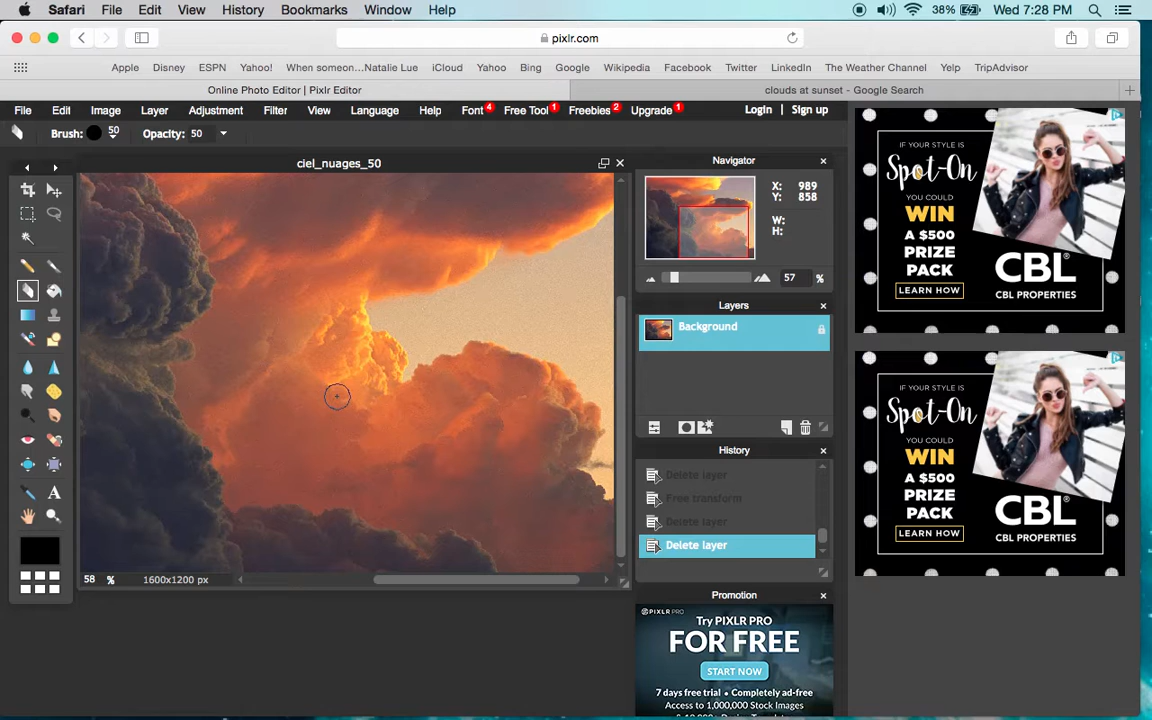 Safari File Edit View History Bookmarks Window Help 38% Wed 7:28 PM
pixlr.com
Apple Disney ESPN Yahoo! When someon...Natalie Lue iCloud Yahoo Bing Google Wikipedia Facebook Twitter LinkedIn The Weather Channel Yelp TripAdvisor
Online Photo Editor | Pixlr Editor clouds at sunset - Google Search
File Edit Image Layer Adjustment Filter View Language Help Font 4 Free Tool 1 Freebies 2 Upgrade 1 Login Sign up
Brush: 50 Opacity: 50
ciel_nuages_50
58 % 1600x1200 px
Navigator
X: 989
Y: 858
W:
H:
57 %
Layers
Background
History
Delete layer
Free transform
Delete layer
Delete layer
Promotion
PIXLR PRO
Try PIXLR PRO
FOR FREE
START NOW
7 days free trial • Completely ad-free
Access to 1,000,000 Stock Images
IF YOUR STYLE IS
Spot-On
YOU COULD
WIN
A $500
PRIZE
PACK
LEARN HOW
CBL
CBL PROPERTIES
IF YOUR STYLE IS
Spot-On
YOU COULD
WIN
A $500
PRIZE
PACK
LEARN HOW
CBL
CBL PROPERTIES